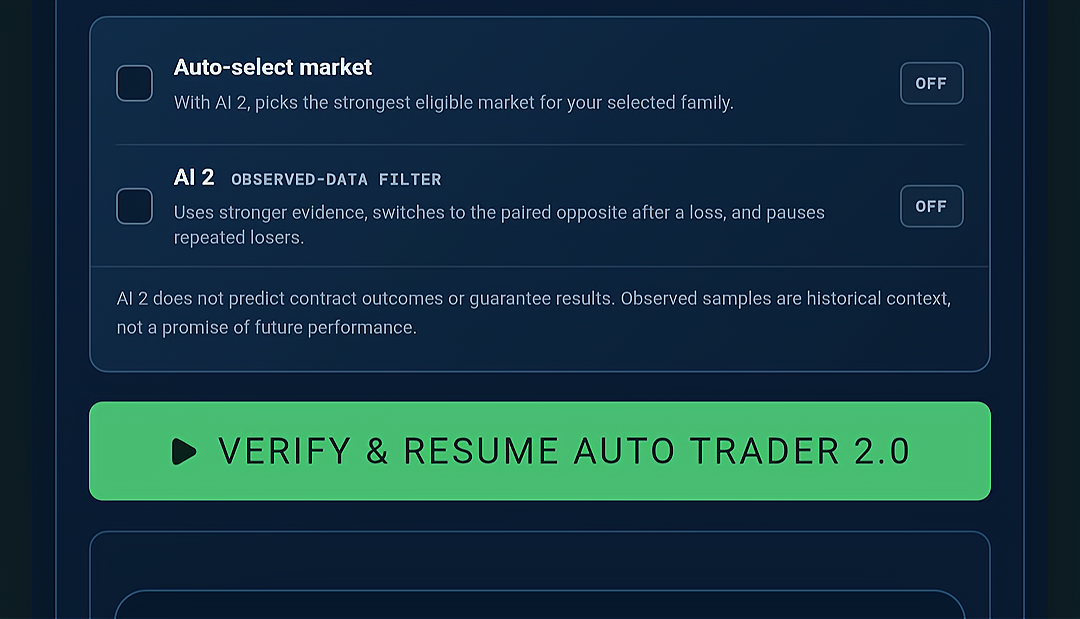 Auto-select market
With AI 2, picks the strongest eligible market for your selected family.
OFF
AI 2 OBSERVED-DATA FILTER
Uses stronger evidence, switches to the paired opposite after a loss, and pauses
repeated losers.
OFF
AI 2 does not predict contract outcomes or guarantee results. Observed samples are historical context,
not a promise of future performance.
VERIFY & RESUME AUTO TRADER 2.0